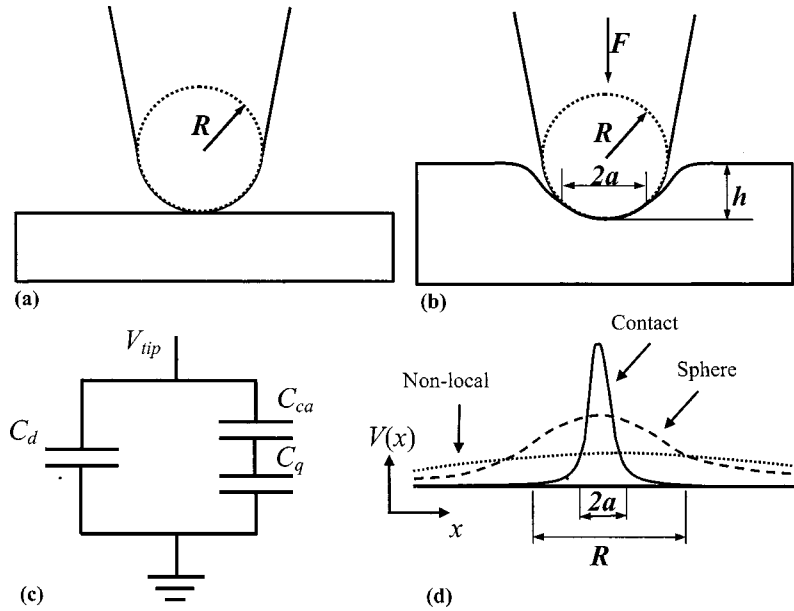 R
(a)
F
R
2a
h
(b)
V_tip
C_d
C_ca
C_q
(c)
Contact
Non-local
Sphere
V(x)
x
2a
R
(d)